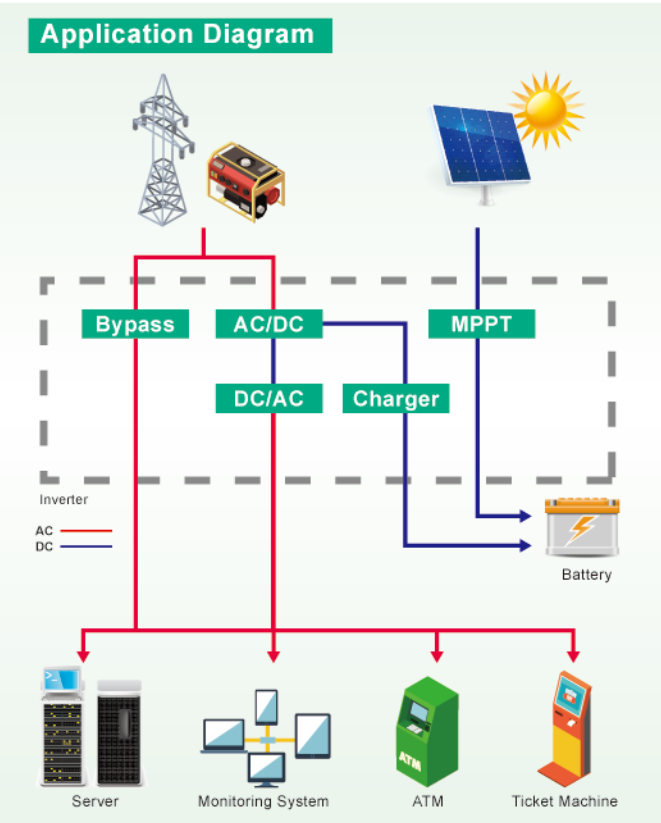 Application Diagram
Bypass
AC/DC
MPPT
DC/AC
Charger
Inverter
AC
DC
Battery
ATM
Server
Monitoring System
ATM
Ticket Machine